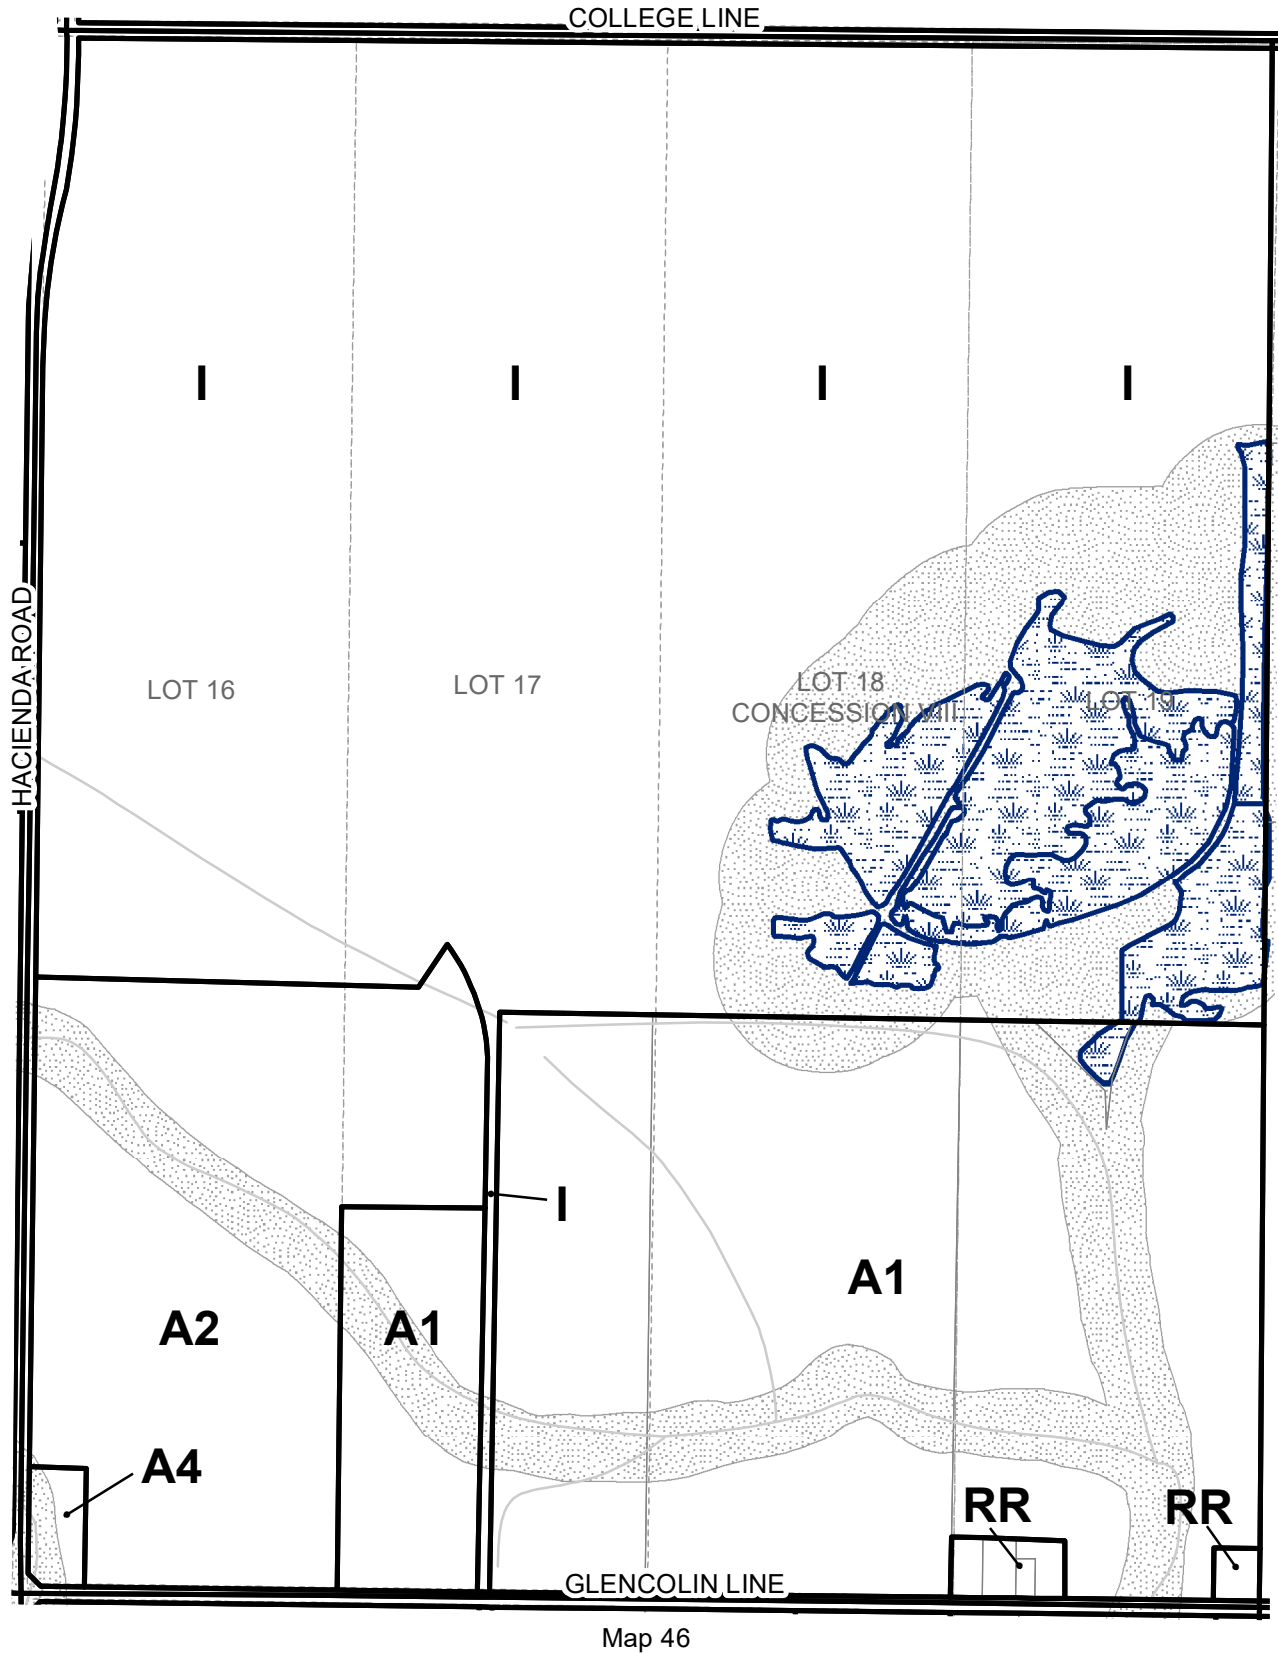 COLLEGE LINE
I
I
I
I
HACIENDA ROAD
LOT 16
LOT 17
LOT 18
CONCESSION VIII
LOT 19
I
A1
A2
A1
A4
RR
RR
GLENCOLIN LINE
Map 46